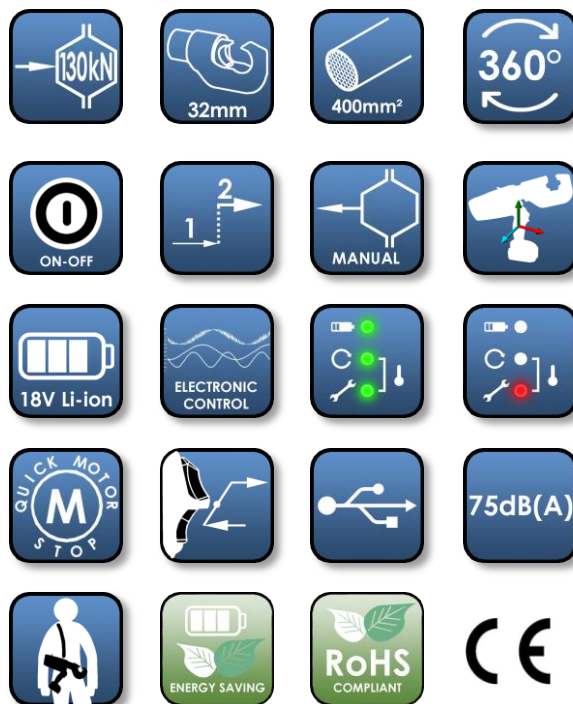 130kN
32mm
400mm²
360°
ON-OFF
1
2
MANUAL
18V Li-ion
ELECTRONIC
CONTROL
QUICK MOTOR
M
STOP
75dB(A)
ENERGY SAVING
RoHS
COMPLIANT
CE